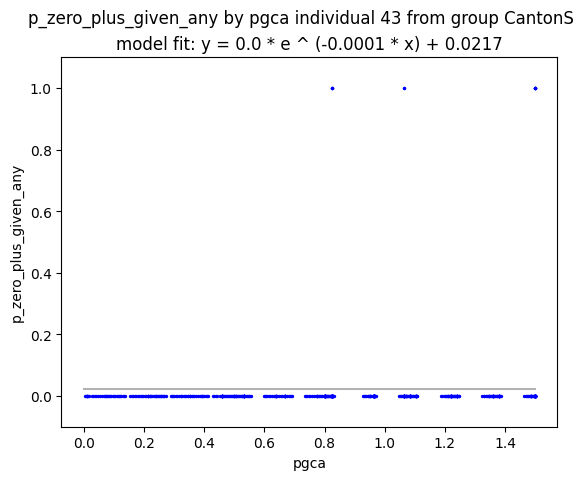 p_zero_plus_given_any by pgca individual 43 from group CantonS
model fit: y = 0.0 * e ^ (-0.0001 * x) + 0.0217
1.0
0.8
0.6
0.4
0.2
0.0
p_zero_plus_given_any
0.0 0.2 0.4 0.6 0.8 1.0 1.2 1.4
pgca